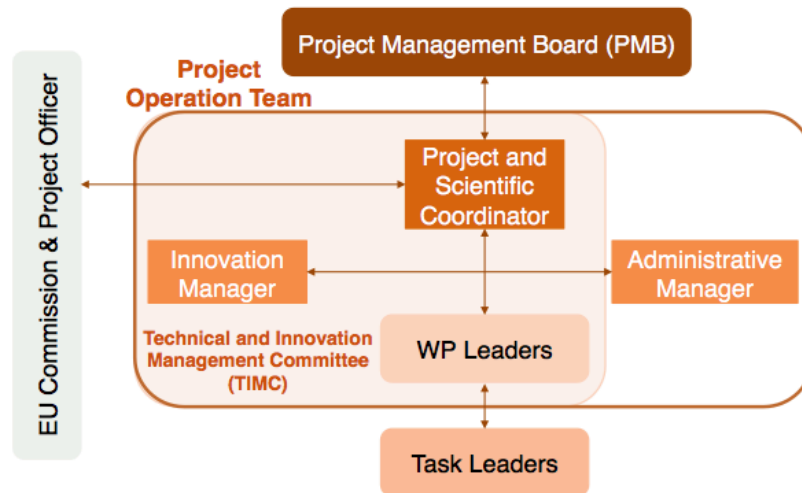 Project Management Board (PMB)
Project
Operation Team
EU Commission & Project Officer
Project and
Scientific
Coordinator
Innovation
Manager
Administrative
Manager
Technical and Innovation
Management Committee
(TIMC)
WP Leaders
Task Leaders